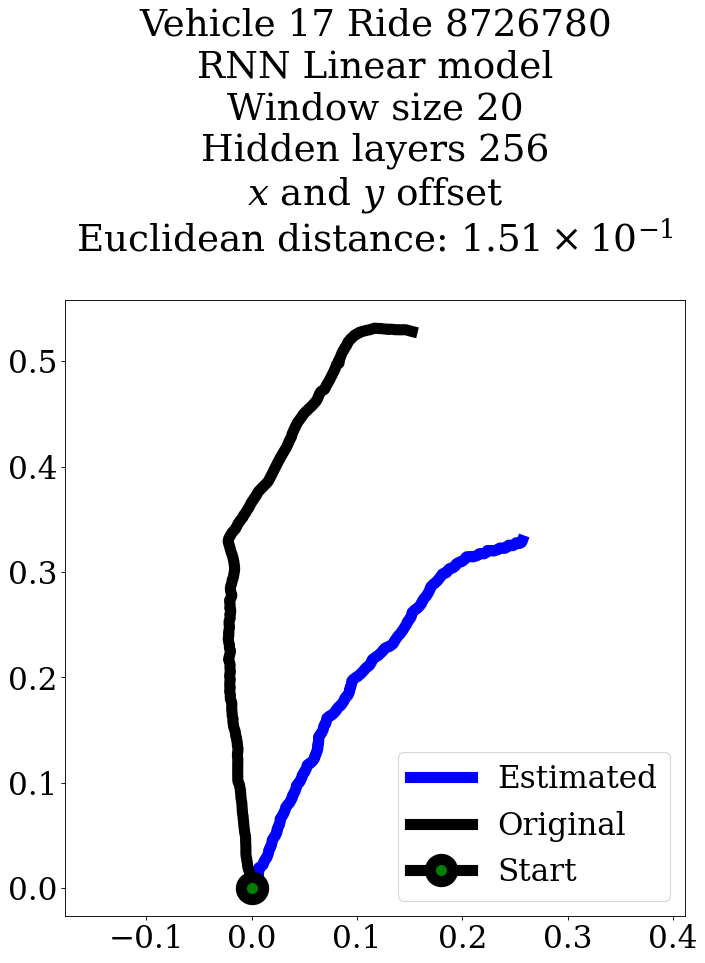 Vehicle 17 Ride 8726780
RNN Linear model
Window size 20
Hidden layers 256
x and y offset
Euclidean distance: 1.51 × 10⁻¹
0.5
0.4
0.3
0.2
0.1
0.0
Estimated
Original
Start
−0.1 0.0 0.1 0.2 0.3 0.4